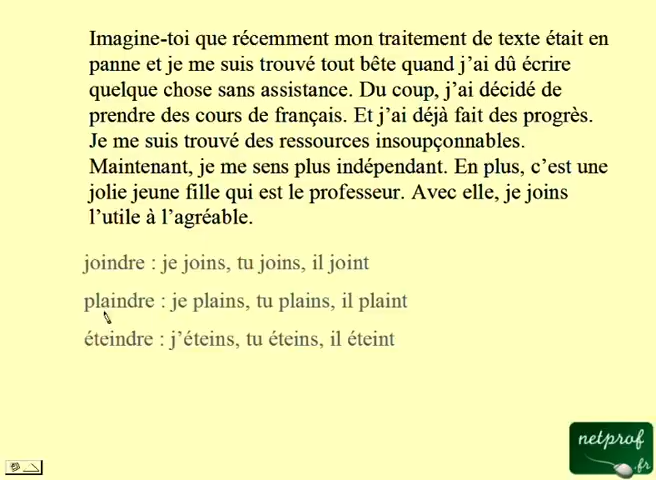 Imagine-toi que récemment mon traitement de texte était en
panne et je me suis trouvé tout bête quand j’ai dû écrire
quelque chose sans assistance. Du coup, j’ai décidé de
prendre des cours de français. Et j’ai déjà fait des progrès.
Je me suis trouvé des ressources insoupçonnables.
Maintenant, je me sens plus indépendant. En plus, c’est une
jolie jeune fille qui est le professeur. Avec elle, je joins
l’utile à l’agréable.
joindre : je joins, tu joins, il joint
plaindre : je plains, tu plains, il plaint
éteindre : j’éteins, tu éteins, il éteint
netprof
.fr